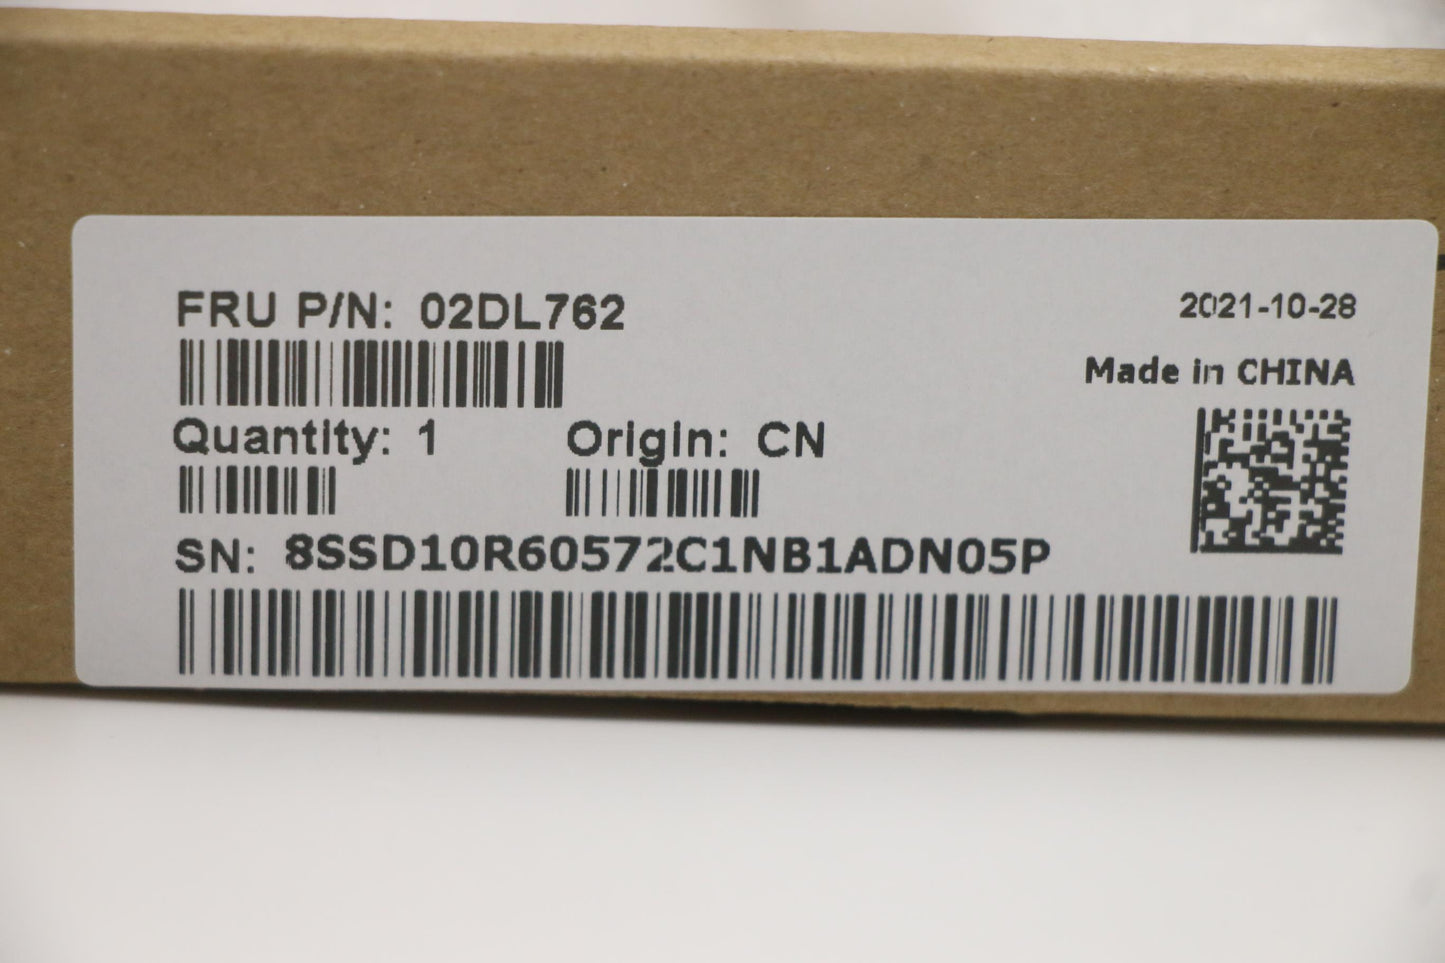 FRU P/N: 02DL762
2021-10-28
Made in CHINA
Quantity: 1
Origin: CN
SN: 8SSD10R60572C1NB1ADN05P